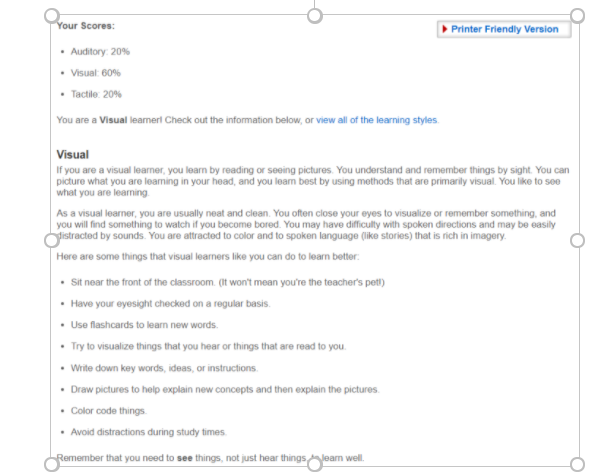 Your Scores:
Printer Friendly Version
Auditory: 20%
Visual: 60%
Tactile: 20%
You are a Visual learner! Check out the information below, or view all of the learning styles.
Visual
If you are a visual learner, you learn by reading or seeing pictures. You understand and remember things by sight. You can
picture what you are learning in your head, and you learn best by using methods that are primarily visual. You like to see
what you are learning.
As a visual learner, you are usually neat and clean. You often close your eyes to visualize or remember something, and
you will find something to watch if you become bored. You may have difficulty with spoken directions and may be easily
distracted by sounds. You are attracted to color and to spoken language (like stories) that is rich in imagery.
Here are some things that visual learners like you can do to learn better:
Sit near the front of the classroom. (It won't mean you're the teacher's pet!)
Have your eyesight checked on a regular basis.
Use flashcards to learn new words.
Try to visualize things that you hear or things that are read to you.
Write down key words, ideas, or instructions.
Draw pictures to help explain new concepts and then explain the pictures.
Color code things.
Avoid distractions during study times.
Remember that you need to see things, not just hear things, to learn well.